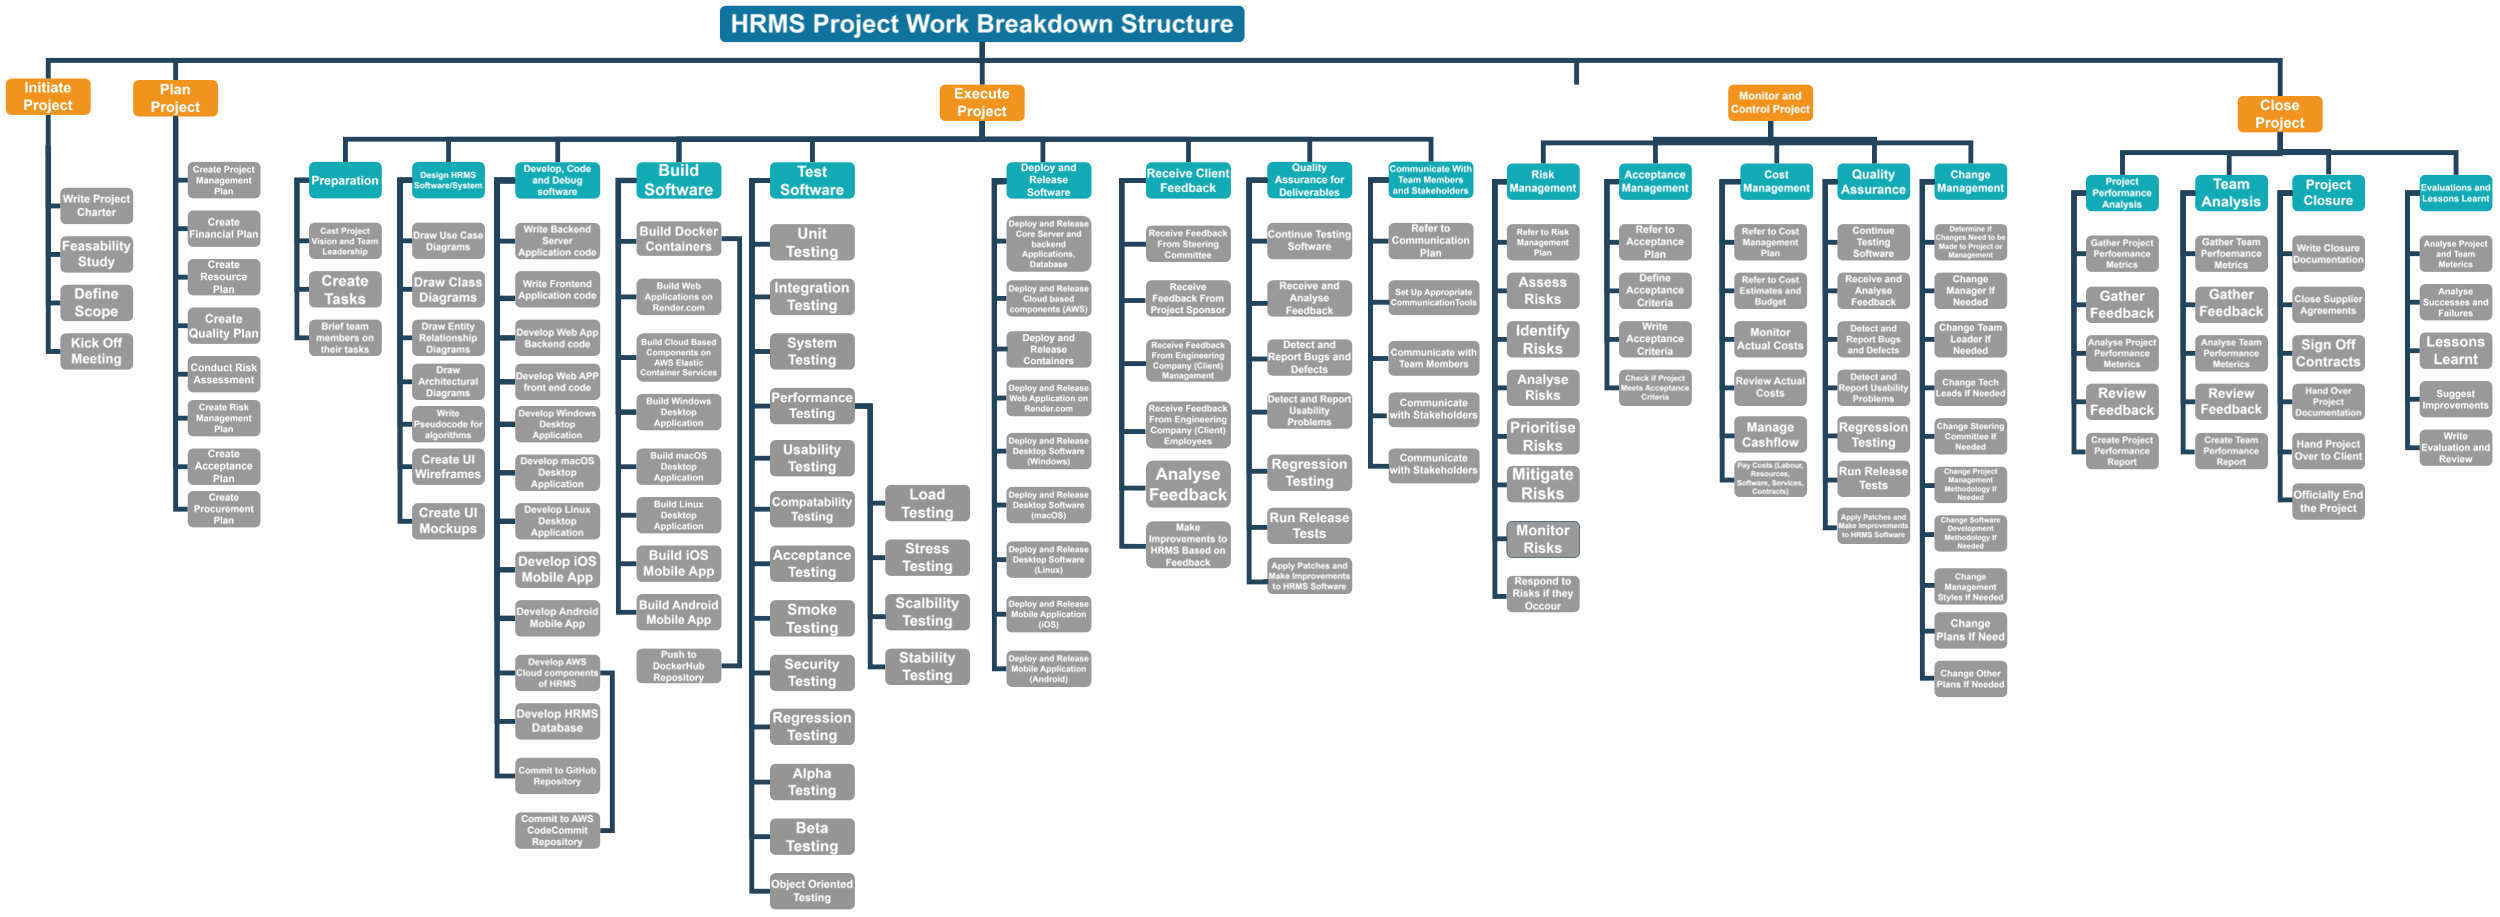 HRMS Project Work Breakdown Structure
Initiate
Project
Write Project
Charter
Feasability
Study
Define
Scope
Kick Off
Meeting
Plan
Project
Create Project
Management
Plan
Create
Financial Plan
Create
Resource
Plan
Create
Quality Plan
Conduct Risk
Assessment
Create Risk
Management
Plan
Create
Acceptance
Plan
Create
Procurement
Plan
Execute
Project
Preparation
Cast Project
Vision and Team
Leadership
Create
Tasks
Brief team
members on
their tasks
Design HRMS
Software/System
Draw Use Case
Diagrams
Draw Class
Diagrams
Draw Entity
Relationship
Diagrams
Draw
Architectural
Diagrams
Write
Pseudocode for
algorithms
Create UI
Wireframes
Create UI
Mockups
Develop, Code
and Debug
software
Write Backend
Server
Application code
Write Frontend
Application code
Develop Web App
Backend code
Develop Web APP
front end code
Develop Windows
Desktop
Application
Develop macOS
Desktop
Application
Develop Linux
Desktop
Application
Develop iOS
Mobile App
Develop Android
Mobile App
Develop AWS
Cloud components
of HRMS
Develop HRMS
Database
Commit to GitHub
Repository
Commit to AWS
CodeCommit
Repository
Build
Software
Build Docker
Containers
Build Web
Applications on
Render.com
Build Cloud Based
Components on
AWS Elastic
Container Services
Build Windows
Desktop
Application
Build macOS
Desktop
Application
Build Linux
Desktop
Application
Build iOS
Mobile App
Build Android
Mobile App
Push to
DockerHub
Repository
Test
Software
Unit
Testing
Integration
Testing
System
Testing
Performance
Testing
Usability
Testing
Compatability
Testing
Acceptance
Testing
Smoke
Testing
Security
Testing
Regression
Testing
Alpha
Testing
Beta
Testing
Object Oriented
Testing
Load
Testing
Stress
Testing
Scalbility
Testing
Stability
Testing
Deploy and
Release
Software
Deploy and Release
Core Server and
backend
Applications,
Database
Deploy and Release
Cloud based
components (AWS)
Deploy and
Release
Containers
Deploy and Release
Web Application on
Render.com
Deploy and Release
Desktop Software
(Windows)
Deploy and Release
Desktop Software
(macOS)
Deploy and Release
Desktop Software
(Linux)
Deploy and Release
Mobile Application
(iOS)
Deploy and Release
Mobile Application
(Android)
Receive Client
Feedback
Receive Feedback
From Steering
Committee
Receive
Feedback From
Project Sponsor
Receive Feedback
From Engineering
Company (Client)
Management
Receive Feedback
From Engineering
Company (Client)
Employees
Analyse
Feedback
Make
Improvements to
HRMS Based on
Feedback
Quality
Assurance for
Deliverables
Continue Testing
Software
Receive and
Analyse
Feedback
Detect and
Report Bugs and
Defects
Detect and Report
Usability
Problems
Regression
Testing
Run Release
Tests
Apply Patches and
Make Improvements
to HRMS Software
Communicate With
Team Members
and Stakeholders
Refer to
Communication
Plan
Set Up Appropriate
CommunicationTools
Communicate with
Team Members
Communicate
with Stakeholders
Communicate
with Stakeholders
Monitor and
Control Project
Risk
Management
Refer to Risk
Management
Plan
Assess
Risks
Identify
Risks
Analyse
Risks
Prioritise
Risks
Mitigate
Risks
Monitor
Risks
Respond to
Risks if they
Occour
Acceptance
Management
Refer to
Acceptance
Plan
Define
Acceptance
Criteria
Write
Acceptance
Criteria
Check if Project
Meets Acceptance
Criteria
Cost
Management
Refer to Cost
Management
Plan
Refer to Cost
Estimates and
Budget
Monitor
Actual Costs
Review Actual
Costs
Manage
Cashflow
Pay Costs (Labour,
Resources,
Software, Services,
Contracts)
Quality
Assurance
Continue
Testing
Software
Receive and
Analyse
Feedback
Detect and
Report Bugs
and Defects
Detect and
Report Usability
Problems
Regression
Testing
Run Release
Tests
Apply Patches and
Make Improvements
to HRMS Software
Change
Management
Determine if
Changes Need to be
Made to Project or
Management
Change
Manager If
Needed
Change Team
Leader If
Needed
Change Tech
Leads If Needed
Change Steering
Committee If
Needed
Change Project
Management
Methodology If
Needed
Change Software
Development
Methodology If
Needed
Change
Management
Styles If Needed
Change
Plans If Need
Change Other
Plans If Needed
Close
Project
Project
Performance
Analysis
Gather Project
Perfoemance
Metrics
Gather
Feedback
Analyse Project
Performance
Meterics
Review
Feedback
Create Project
Performance
Report
Team
Analysis
Gather Team
Perfoemance
Metrics
Gather
Feedback
Analyse Team
Performance
Meterics
Review
Feedback
Create Team
Performance
Report
Project
Closure
Write Closure
Documentation
Close Supplier
Agreements
Sign Off
Contracts
Hand Over
Project
Documentation
Hand Project
Over to Client
Officially End
the Project
Evaluations and
Lessons Learnt
Analyse Project
and Team
Meterics
Analyse
Successes and
Failures
Lessons
Learnt
Suggest
Improvements
Write
Evaluation and
Review